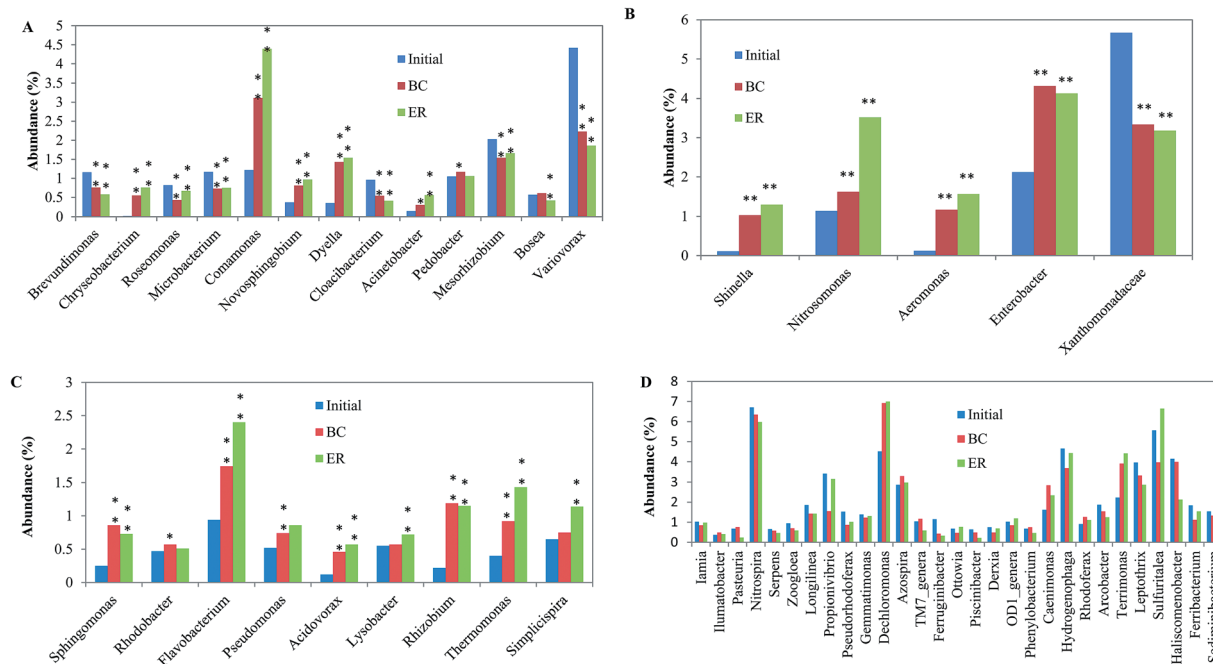 A
Abundance (%)
5
4.5
4
3.5
3
2.5
2
1.5
1
0.5
0
Initial
BC
ER
* * * * * * * * * * * * * * * * * * * * * * * * * * * * * * * * * * * * * * * * * *
Brevundimonas
Chryseobacterium
Roseomonas
Microbacterium
Comamonas
Novosphingobium
Dyella
Cloacibacterium
Acinetobacter
Pedobacter
Mesorhizobium
Bosea
Variovorax
B
Abundance (%)
6
5
4
3
2
1
0
Initial
BC
ER
** ** ** ** ** ** ** ** ** **
Shinella
Nitrosomonas
Aeromonas
Enterobacter
Xanthomonadaceae
C
Abundance (%)
3
2.5
2
1.5
1
0.5
0
Initial
BC
ER
* * * * * * * * * * * * * * * * * * * * * * * * * * *
Sphingomonas
Rhodobacter
Flavobacterium
Pseudomonas
Acidovorax
Lysobacter
Rhizobium
Thermomonas
Simplicispira
D
Abundance (%)
8
7
6
5
4
3
2
1
0
Initial
BC
ER
Iamia
Ilumatobacter
Pasteuria
Nitrospira
Serpens
Zoogloea
Longilinea
Propionivibrio
Pseudorhodoferax
Gemmatimonas
Dechloromonas
Azospira
TM7_genera
Ferruginibacter
Ottowia
Piscinibacter
Derxia
OD1_genera
Phenylobacterium
Caenimonas
Hydrogenophaga
Rhodoferax
Arcobacter
Terrimonas
Leptothrix
Sulfuritalea
Haliscomenobacter
Ferribacterium
Sediminibacterium